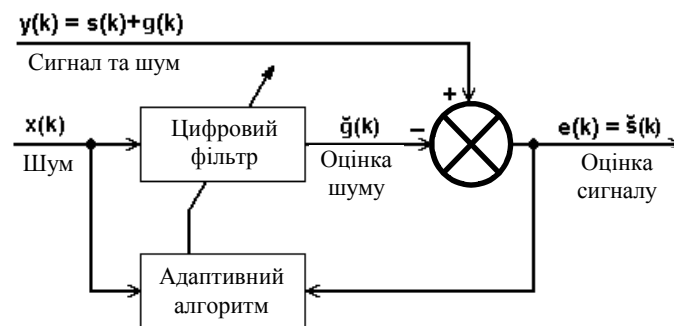 y(k) = s(k)+g(k)
Сигнал та шум
+
x(k)
Шум
Цифровий
фільтр
ğ(k)
Оцінка
шуму
−
e(k) = š(k)
Оцінка
сигналу
Адаптивний
алгоритм